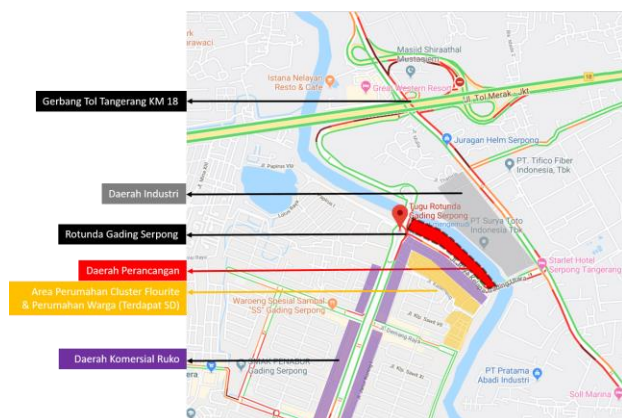 Gerbang Tol Tangerang KM 18
Daerah Industri
Rotunda Gading Serpong
Daerah Perancangan
Area Perumahan Cluster Flourite
& Perumahan Warga (Terdapat SD)
Daerah Komersial Ruko
Masjid Shiraathal
Mustaqiem
Istana Nelayan
Resto & Cafe
Great Western Resort
Jl. Tol Merak - Jkt
Juragan Helm Serpong
PT. Tifico Fiber
Indonesia, Tbk
Tugu Rotunda
Gading Serpong
PT Surya Toto
Indonesia Tbk
Starlet Hotel
Serpong Tangerang
Waroeng Spesial Sambal
"SS" Gading Serpong
PENABUR
Gading Serpong
PT Pratama
Abadi Industri
Soll Marina